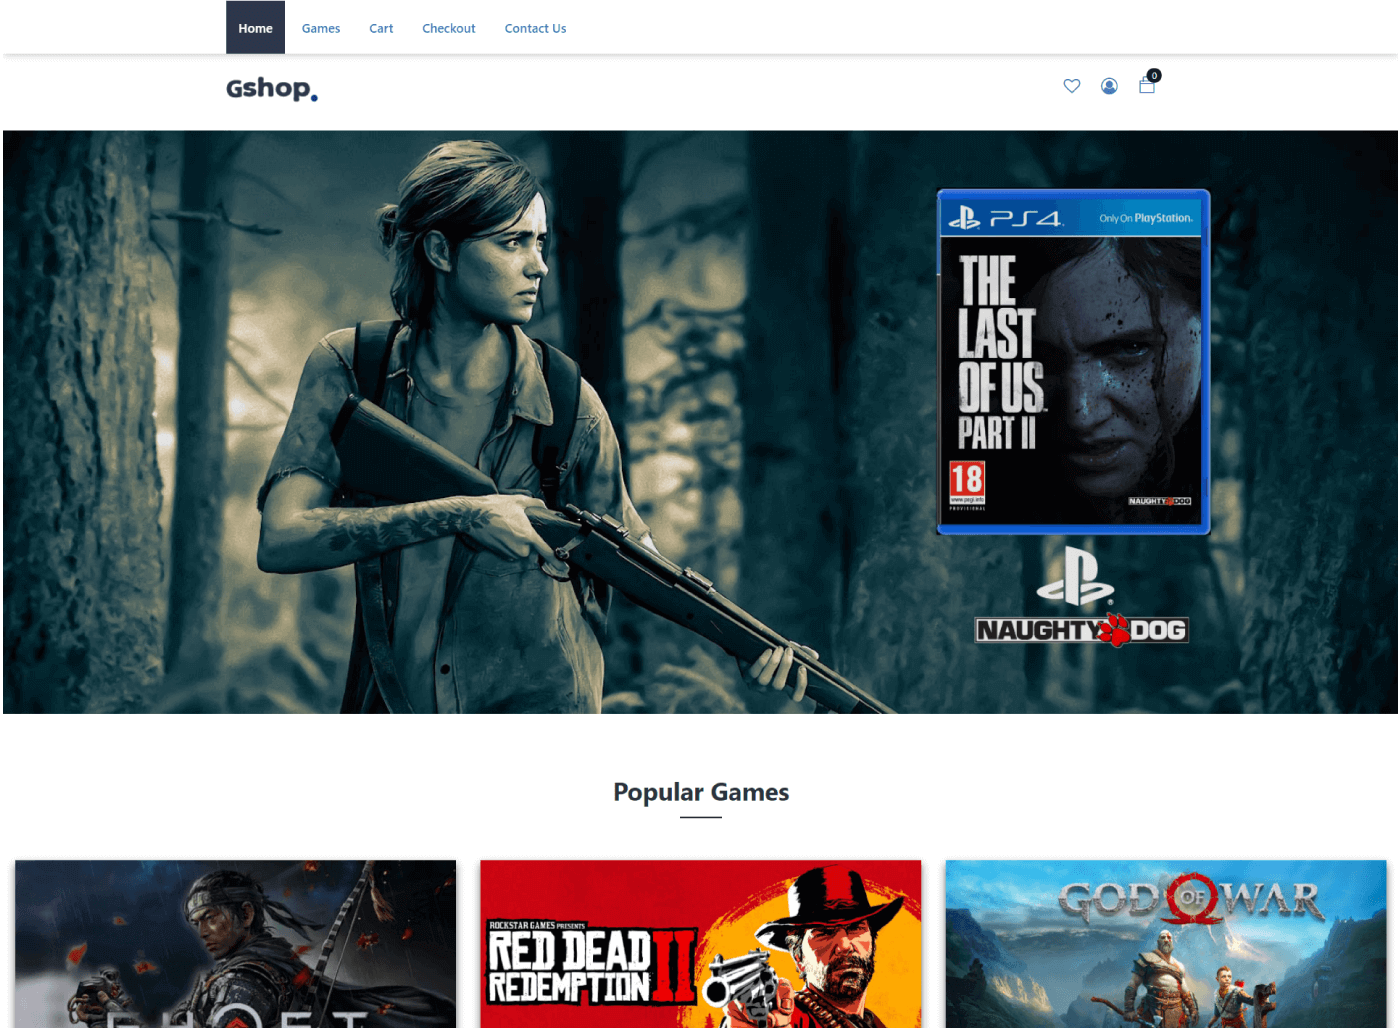 Home Games Cart Checkout Contact Us
Gshop.
0
PS4 Only On PlayStation.
THE
LAST
OF US
PART II
18
www.pegi.info
PROVISIONAL
NAUGHTY DOG
NAUGHTY DOG
Popular Games
GOD OF WAR
ROCKSTAR GAMES PRESENTS
RED DEAD
REDEMPTION II